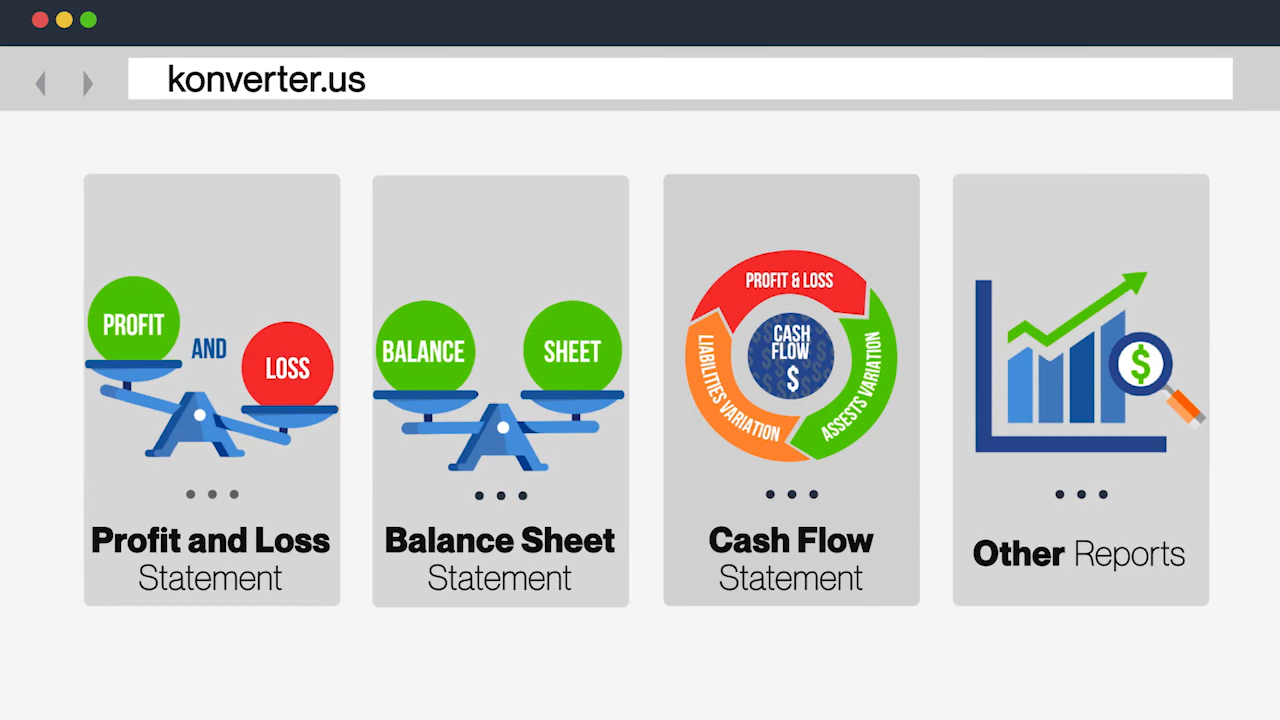 konverter.us
PROFIT
AND
LOSS
Profit and Loss
Statement
BALANCE
SHEET
Balance Sheet
Statement
PROFIT & LOSS
LIABILITIES VARIATION
ASSESTS VARIATION
CASH
FLOW
$
Cash Flow
Statement
$
Other Reports